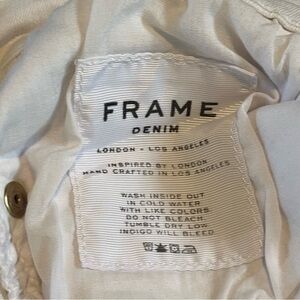 FRAME
DENIM
LONDON - LOS ANGELES
INSPIRED BY LONDON
HAND CRAFTED IN LOS ANGELES
WASH INSIDE OUT
IN COLD WATER
WITH LIKE COLORS
DO NOT BLEACH.
TUMBLE DRY LOW
INDIGO WILL BLEED